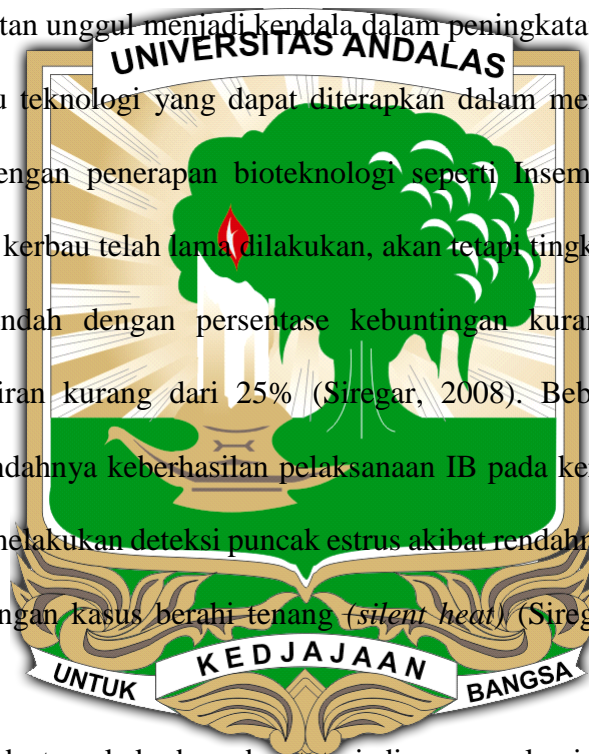 tan unggul menjadi kendala dalam peningkata
UNIVERSITAS ANDALAS
u teknologi yang dapat diterapkan dalam me
engan penerapan bioteknologi seperti Insem
kerbau telah lama dilakukan, akan tetapi tingk
ndah dengan persentase kebuntingan kuran
iran kurang dari 25% (Siregar, 2008). Beb
ndahnya keberhasilan pelaksanaan IB pada ke
melakukan deteksi puncak estrus akibat rendahn
ngan kasus berahi tenang (silent heat) (Sireg
UNTUK KEDJAJAAN BANGSA